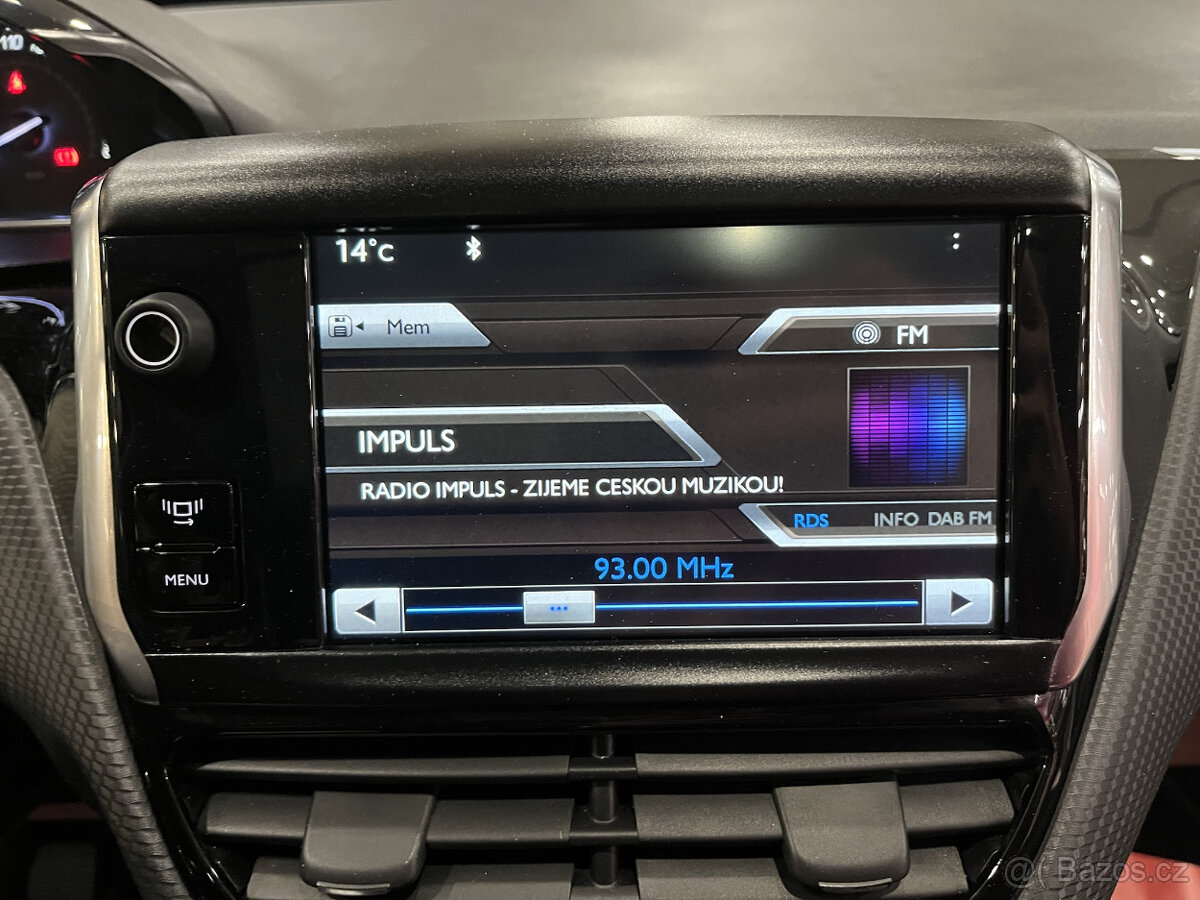 110
14°c
Mem
FM
IMPULS
RADIO IMPULS - ZIJEME CESKOU MUZIKOU!
RDS INFO DAB FM
93.00 MHz
MENU
Bazos.cz